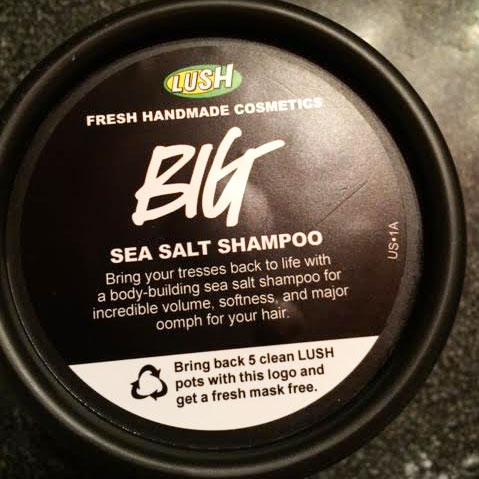 LUSH
FRESH HANDMADE COSMETICS
BIG
SEA SALT SHAMPOO
Bring your tresses back to life with
a body-building sea salt shampoo for
incredible volume, softness, and major
oomph for your hair.
US•1A
Bring back 5 clean LUSH
pots with this logo and
get a fresh mask free.